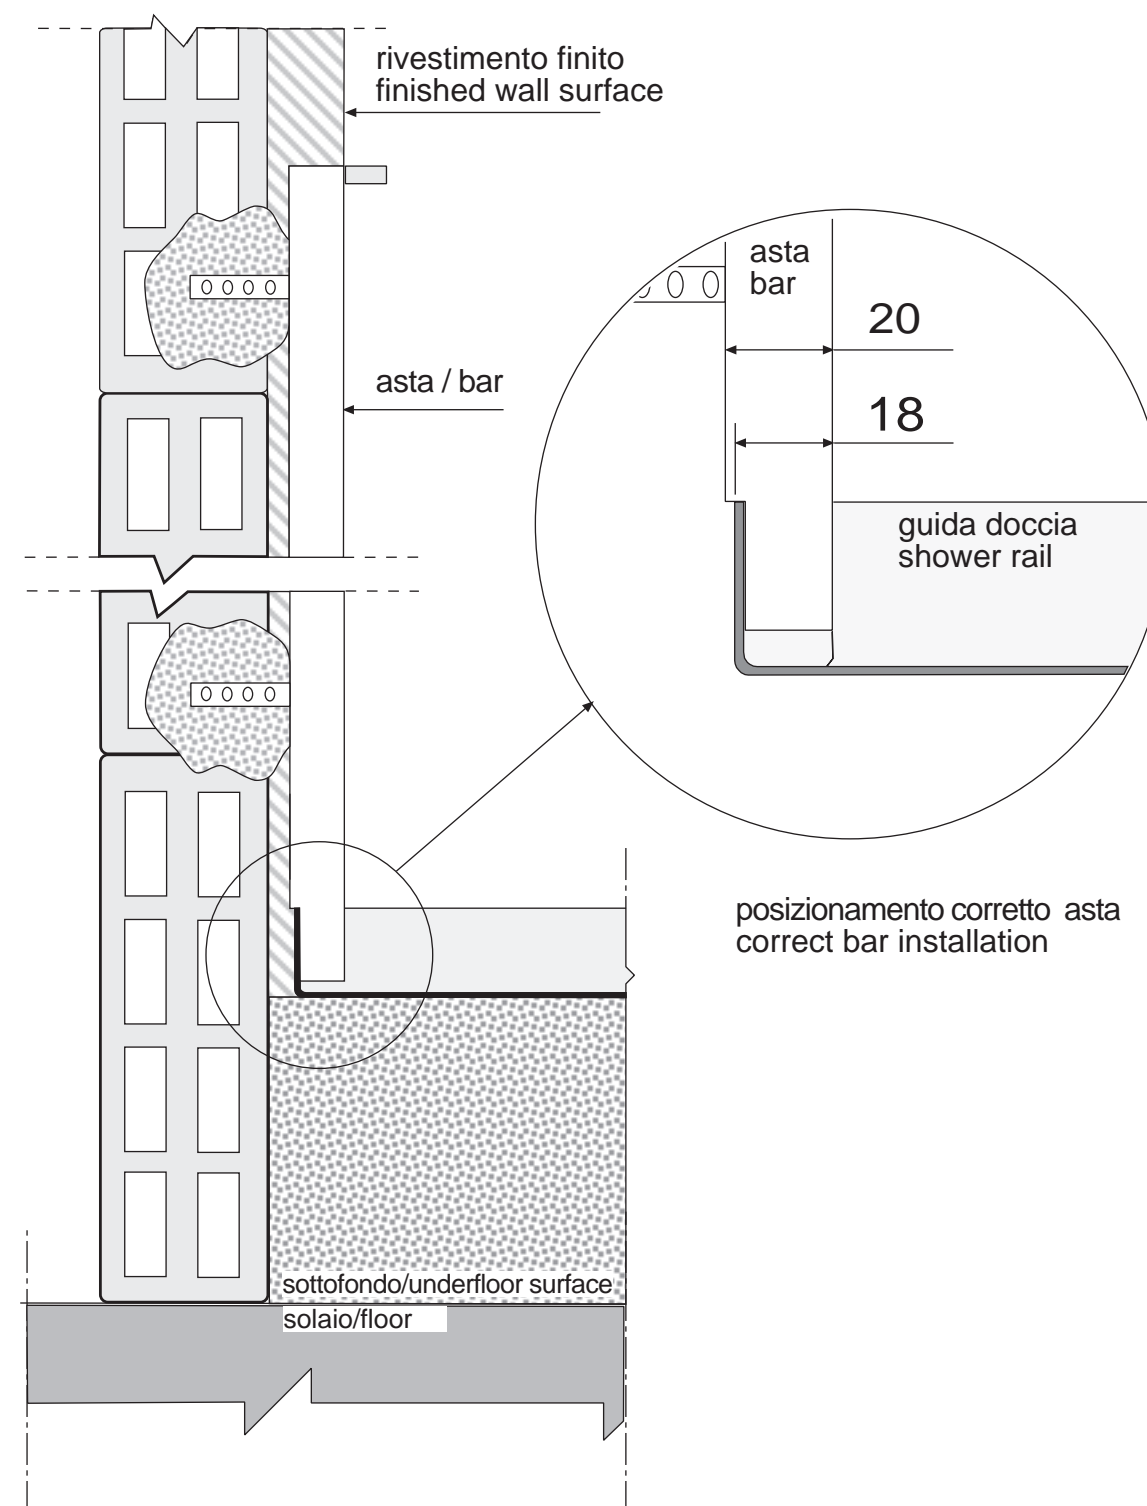 rivestimento finito
finished wall surface
asta
bar
20
asta / bar
18
guida doccia
shower rail
posizionamento corretto asta
correct bar installation
sottofondo/underfloor surface
solaio/floor